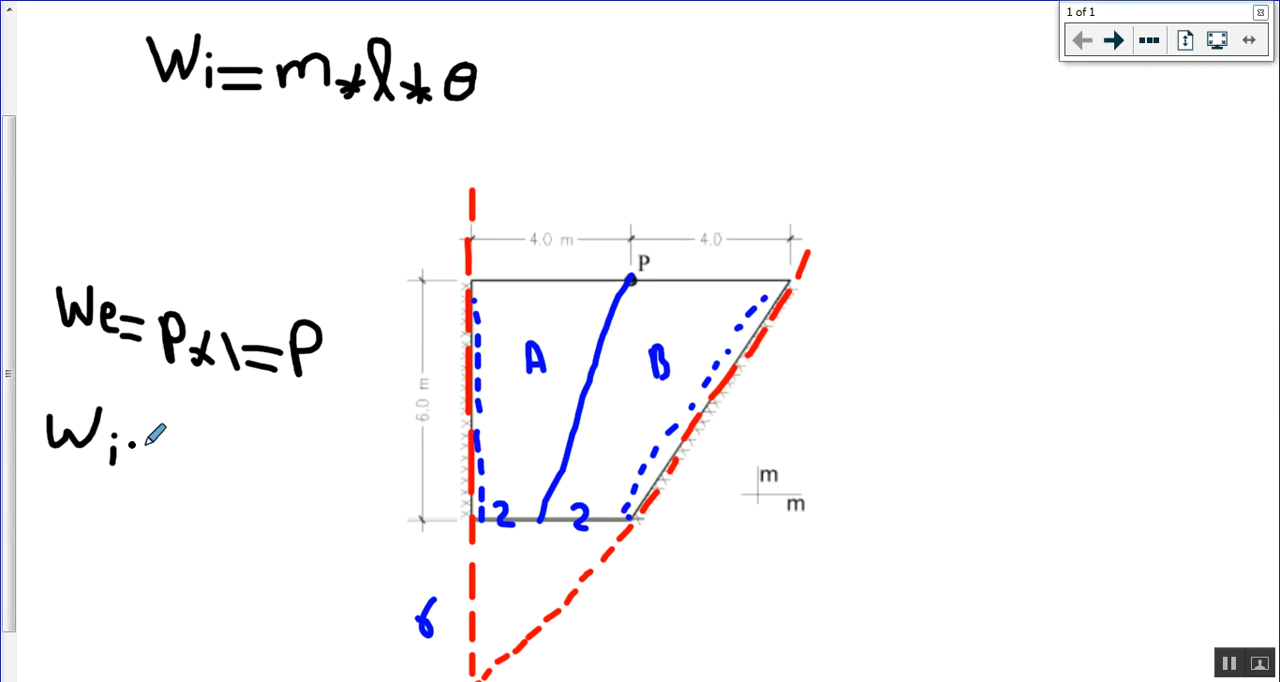 1 of 1
Wi=m*l*θ
4.0 m
4.0
P
We=P*1=P
A
B
6.0 m
Wi.
m
m
2
2
6